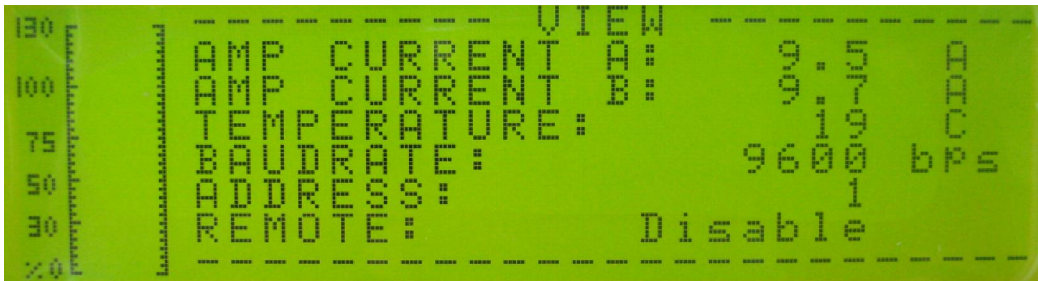 130
---------- VIEW ----------
AMP CURRENT A: 9.5 A
100
AMP CURRENT B: 9.7 A
TEMPERATURE: 19 C
75
BAUDRATE: 9600 bps
50
ADDRESS: 1
30
REMOTE: Disable
%0